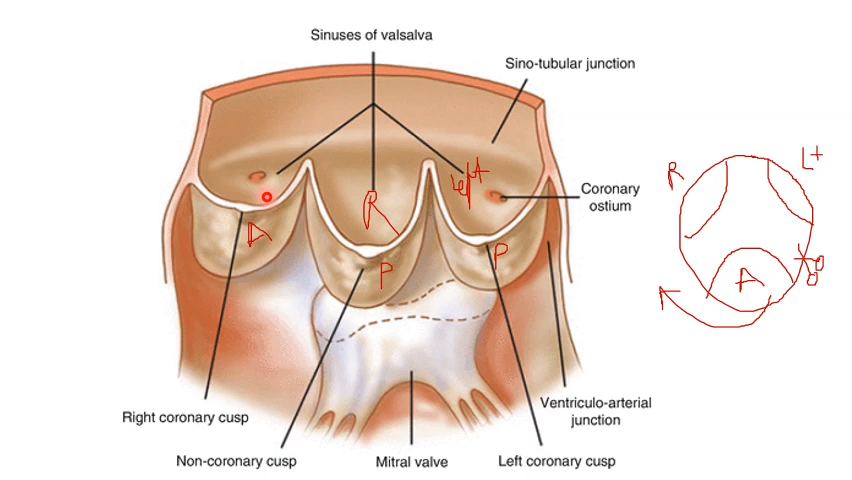 Sinuses of valsalva
Sino-tubular junction
Coronary
ostium
left
R
A
P
P
R
L+
A
Right coronary cusp
Non-coronary cusp
Mitral valve
Left coronary cusp
Ventriculo-arterial
junction